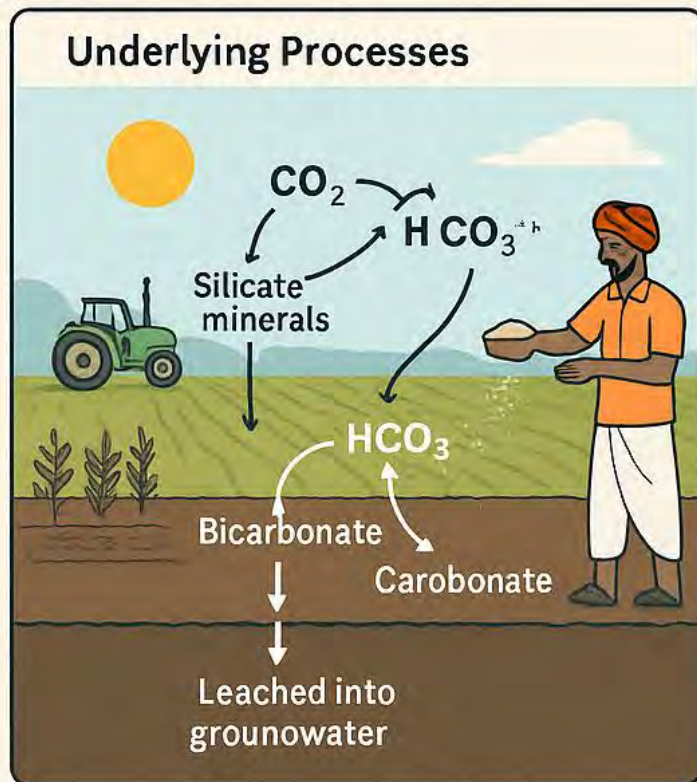 Underlying Processes
CO₂
H CO₃
Silicate
minerals
HCO₃
Bicarbonate
Carobonate
Leached into
grounowater